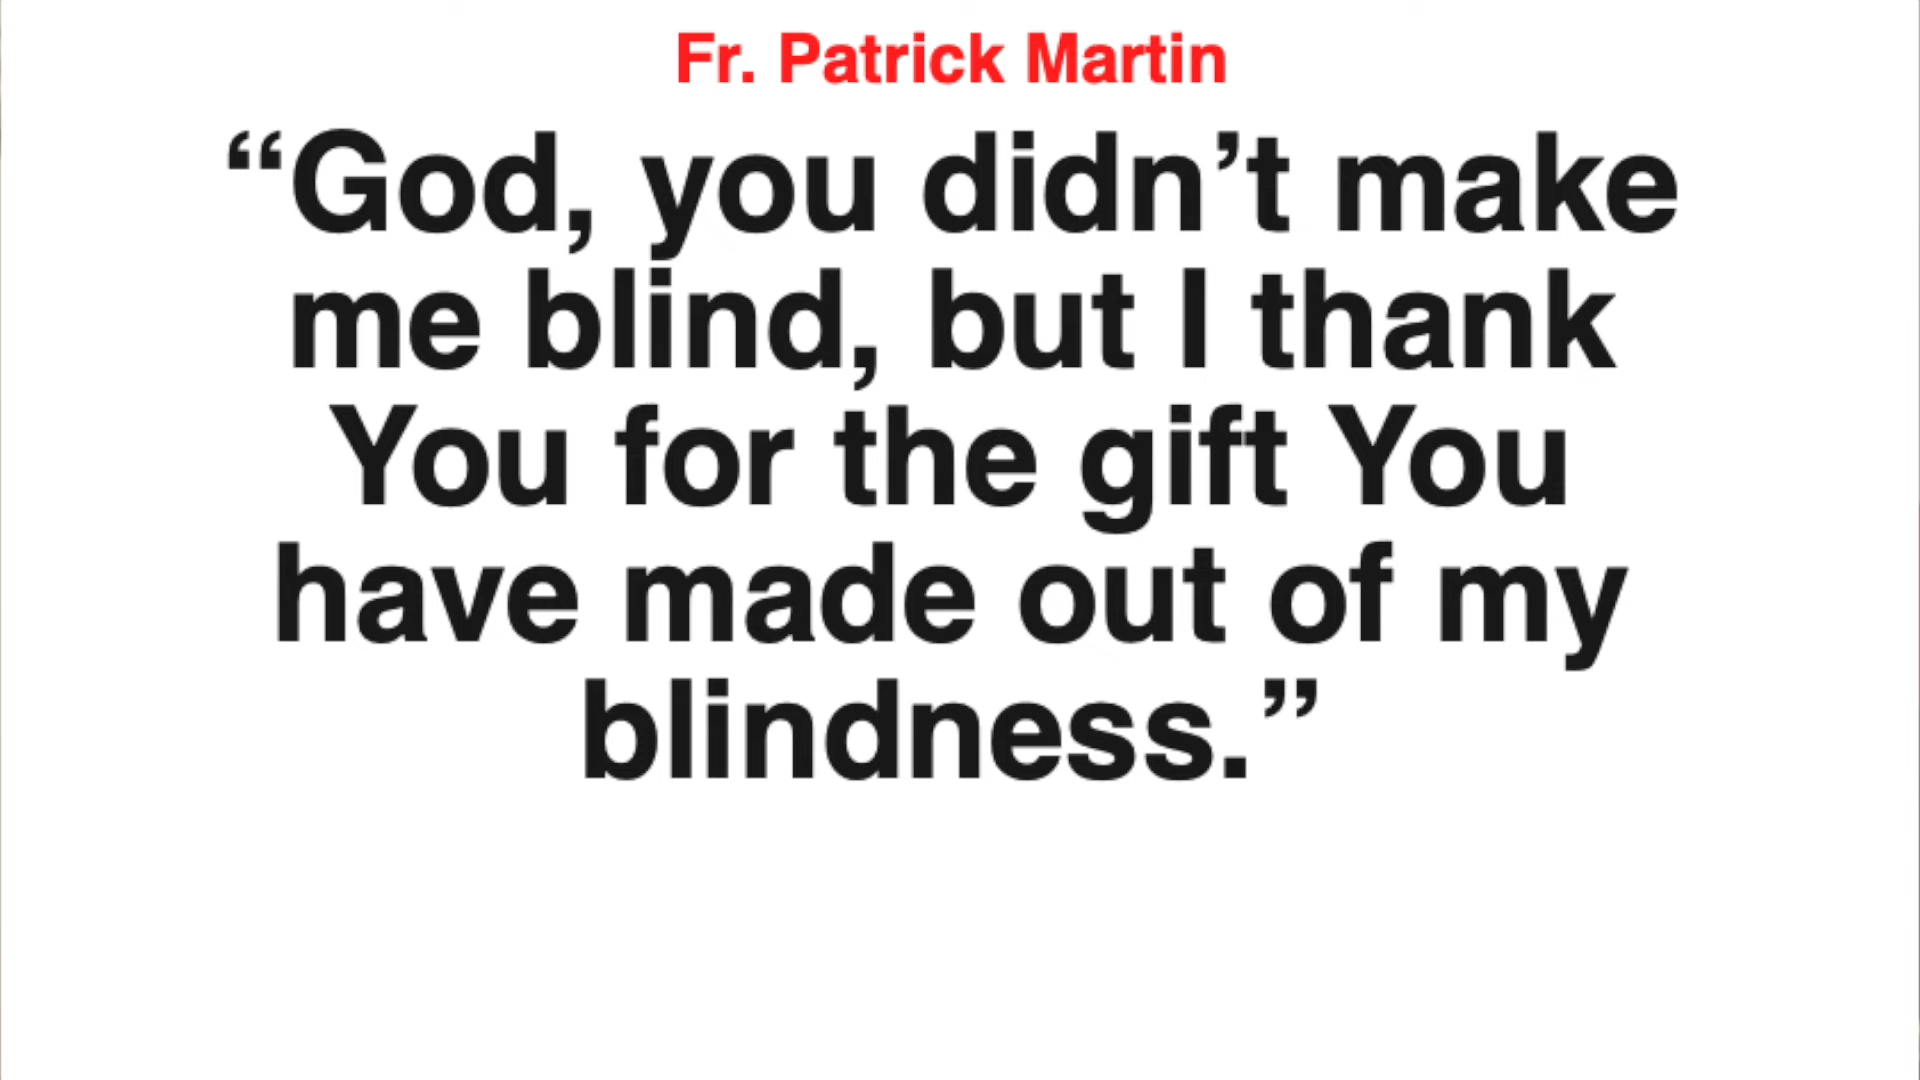 Fr. Patrick Martin
“God, you didn’t make
me blind, but I thank
You for the gift You
have made out of my
blindness.”